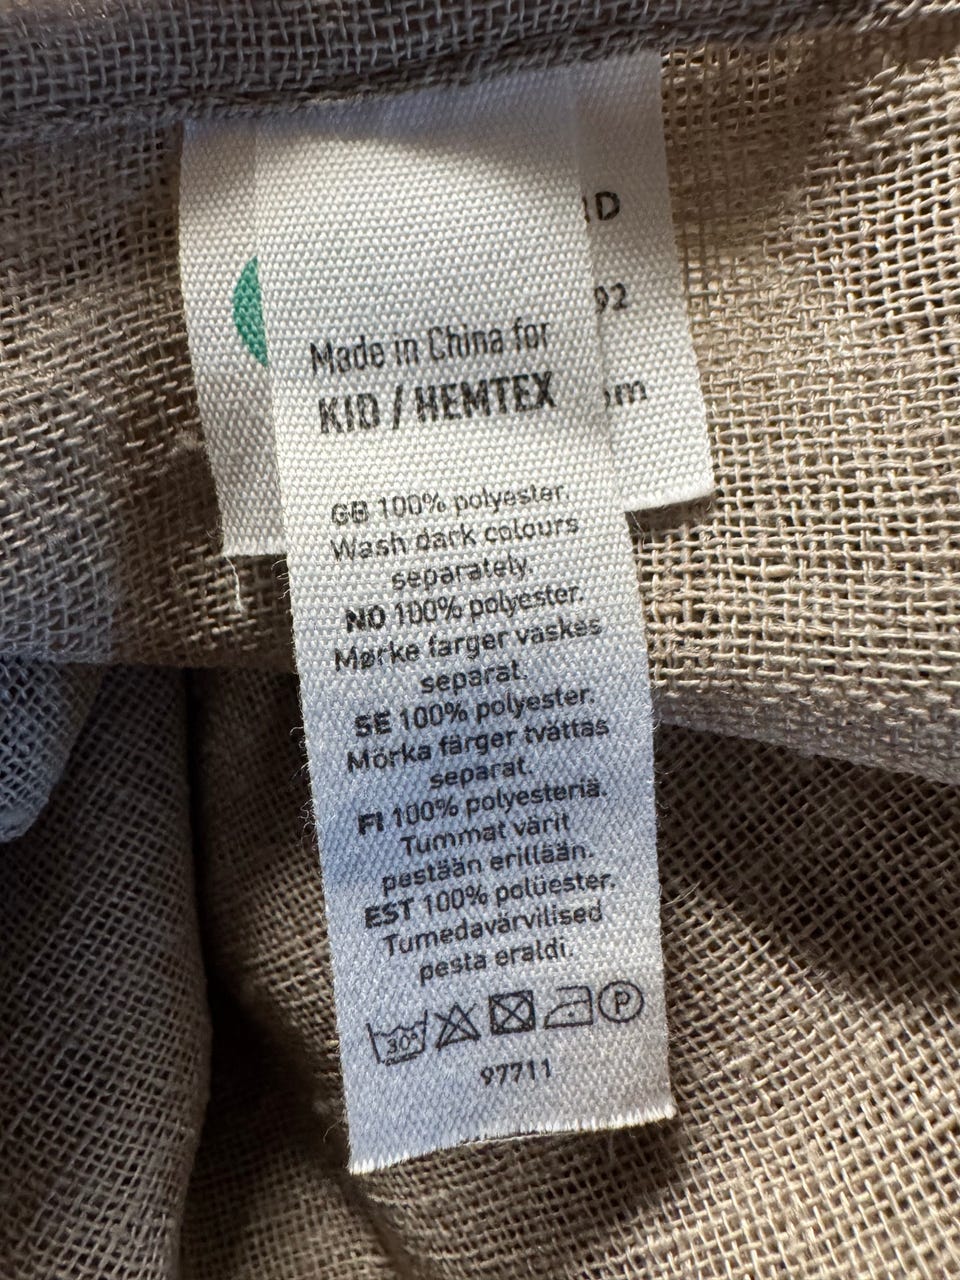 D
92
m
Made in China for
KID / HEMTEX
GB 100% polyester.
Wash dark colours
separately.
NO 100% polyester.
Mørke farger vaskes
separat.
SE 100% polyester.
Mörka färger tvättas
separat.
FI 100% polyesteriä.
Tummat värit
pestään erillään.
EST 100% polüester.
Tumedavärvilised
pesta eraldi.
30° P
97711